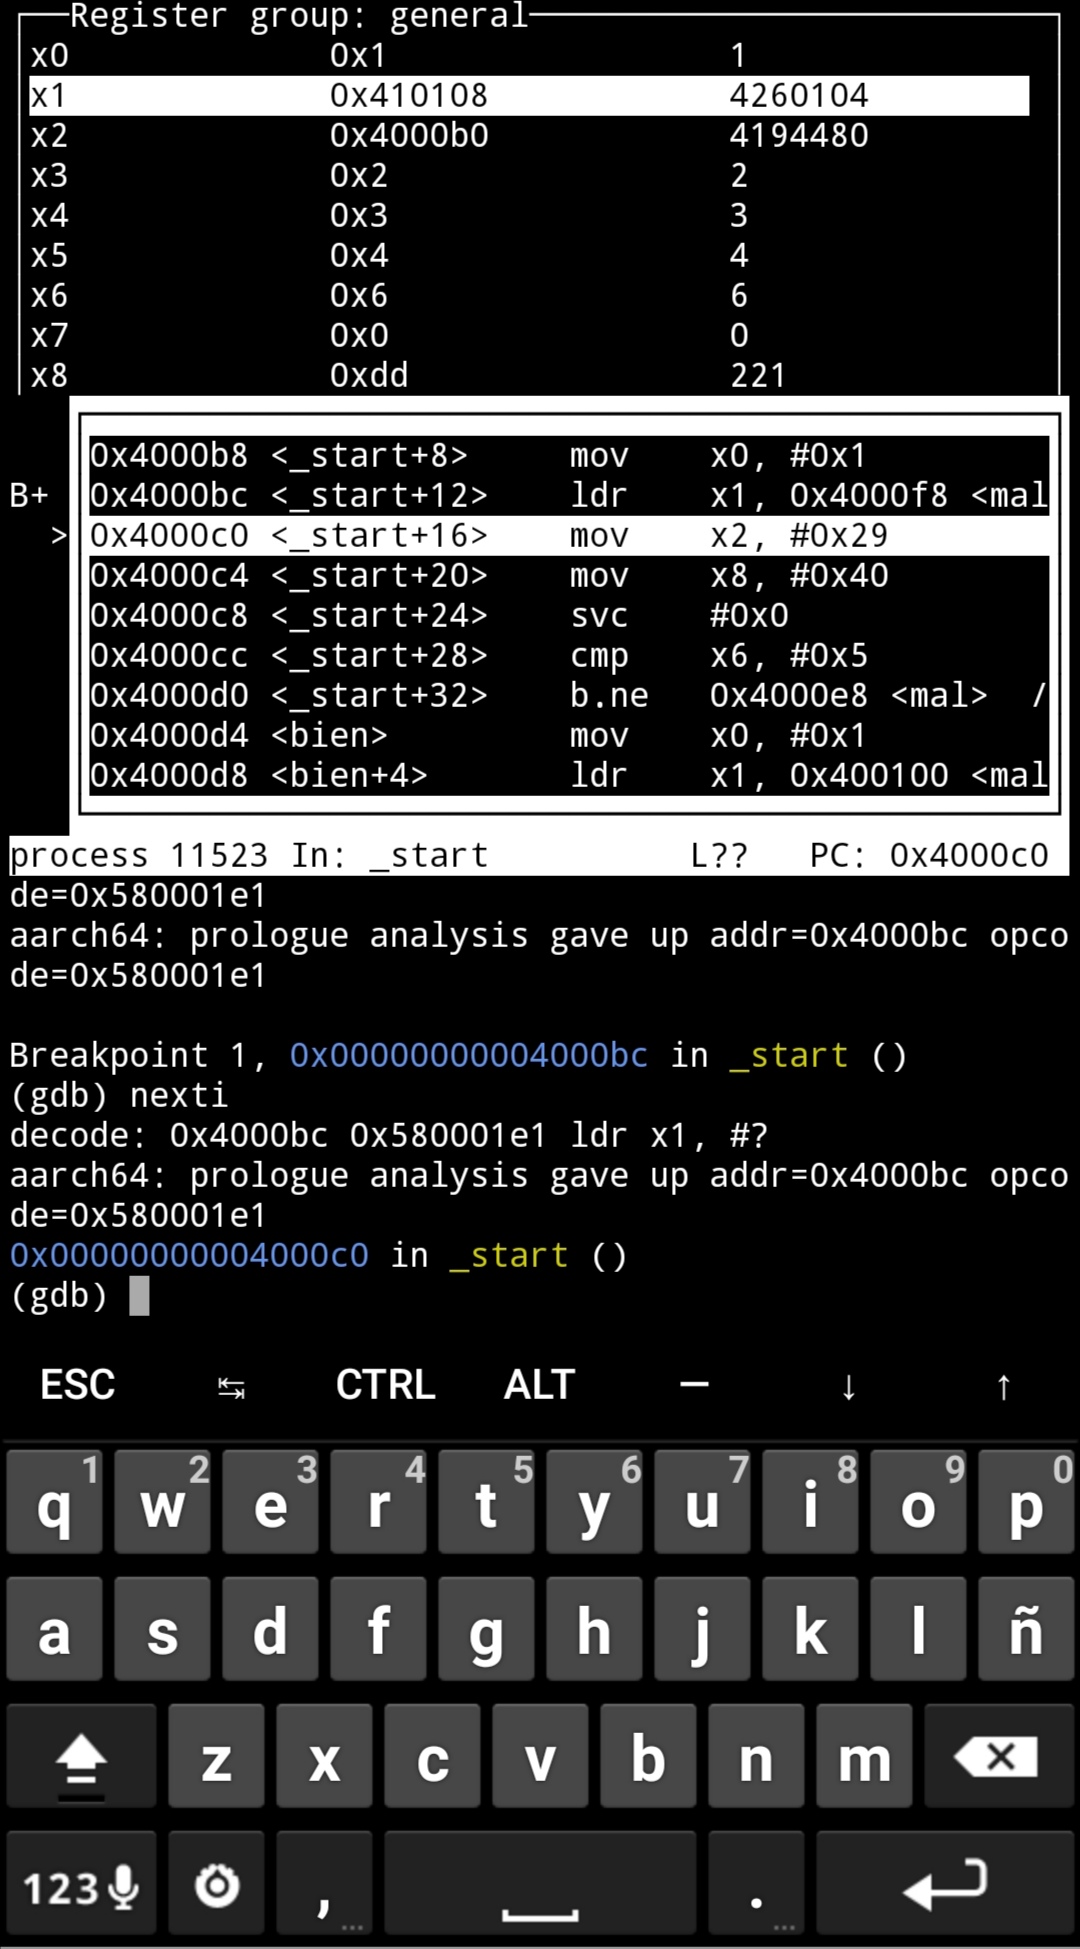 Register group: general
x0 0x1 1
x1 0x410108 4260104
x2 0x4000b0 4194480
x3 0x2 2
x4 0x3 3
x5 0x4 4
x6 0x6 6
x7 0x0 0
x8 0xdd 221
0x4000b8 <_start+8> mov x0, #0x1
B+ 0x4000bc <_start+12> ldr x1, 0x4000f8 <mal
> 0x4000c0 <_start+16> mov x2, #0x29
0x4000c4 <_start+20> mov x8, #0x40
0x4000c8 <_start+24> svc #0x0
0x4000cc <_start+28> cmp x6, #0x5
0x4000d0 <_start+32> b.ne 0x4000e8 <mal> /
0x4000d4 <bien> mov x0, #0x1
0x4000d8 <bien+4> ldr x1, 0x400100 <mal
process 11523 In: _start L?? PC: 0x4000c0
de=0x580001e1
aarch64: prologue analysis gave up addr=0x4000bc opco
de=0x580001e1
Breakpoint 1, 0x00000000004000bc in _start ()
(gdb) nexti
decode: 0x4000bc 0x580001e1 ldr x1, #?
aarch64: prologue analysis gave up addr=0x4000bc opco
de=0x580001e1
0x00000000004000c0 in _start ()
(gdb)
ESC ↹ CTRL ALT — ↓ ↑
1 2 3 4 5 6 7 8 9 0
q w e r t y u i o p
a s d f g h j k l ñ
z x c v b n m
123 , ... . ...